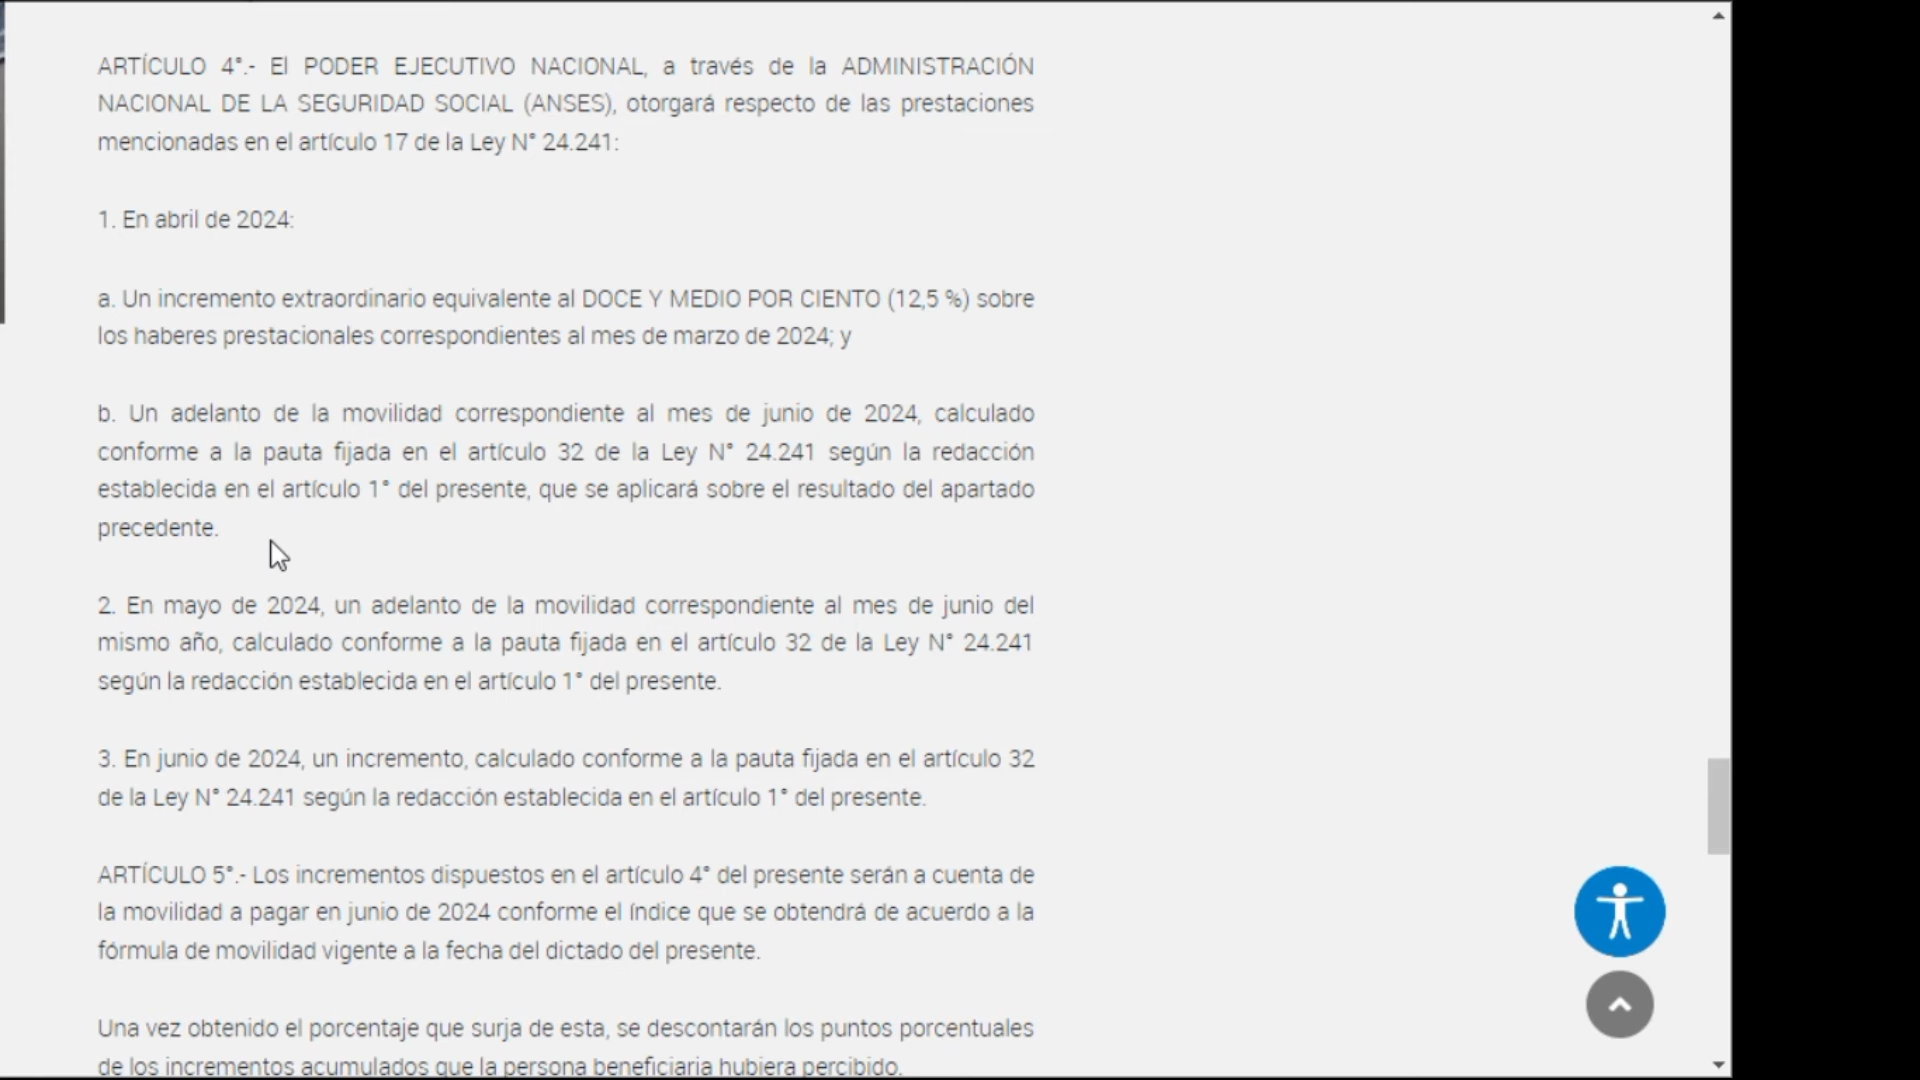 ARTÍCULO 4°.- El PODER EJECUTIVO NACIONAL, a través de la ADMINISTRACIÓN
NACIONAL DE LA SEGURIDAD SOCIAL (ANSES), otorgará respecto de las prestaciones
mencionadas en el artículo 17 de la Ley N° 24.241:
1. En abril de 2024:
a. Un incremento extraordinario equivalente al DOCE Y MEDIO POR CIENTO (12,5 %) sobre
los haberes prestacionales correspondientes al mes de marzo de 2024; y
b. Un adelanto de la movilidad correspondiente al mes de junio de 2024, calculado
conforme a la pauta fijada en el artículo 32 de la Ley N° 24.241 según la redacción
establecida en el artículo 1° del presente, que se aplicará sobre el resultado del apartado
precedente.
2. En mayo de 2024, un adelanto de la movilidad correspondiente al mes de junio del
mismo año, calculado conforme a la pauta fijada en el artículo 32 de la Ley N° 24.241
según la redacción establecida en el artículo 1° del presente.
3. En junio de 2024, un incremento, calculado conforme a la pauta fijada en el artículo 32
de la Ley N° 24.241 según la redacción establecida en el artículo 1° del presente.
ARTÍCULO 5°.- Los incrementos dispuestos en el artículo 4° del presente serán a cuenta de
la movilidad a pagar en junio de 2024 conforme el índice que se obtendrá de acuerdo a la
fórmula de movilidad vigente a la fecha del dictado del presente.
Una vez obtenido el porcentaje que surja de esta, se descontarán los puntos porcentuales
de los incrementos acumulados que la persona beneficiaria hubiera percibido.